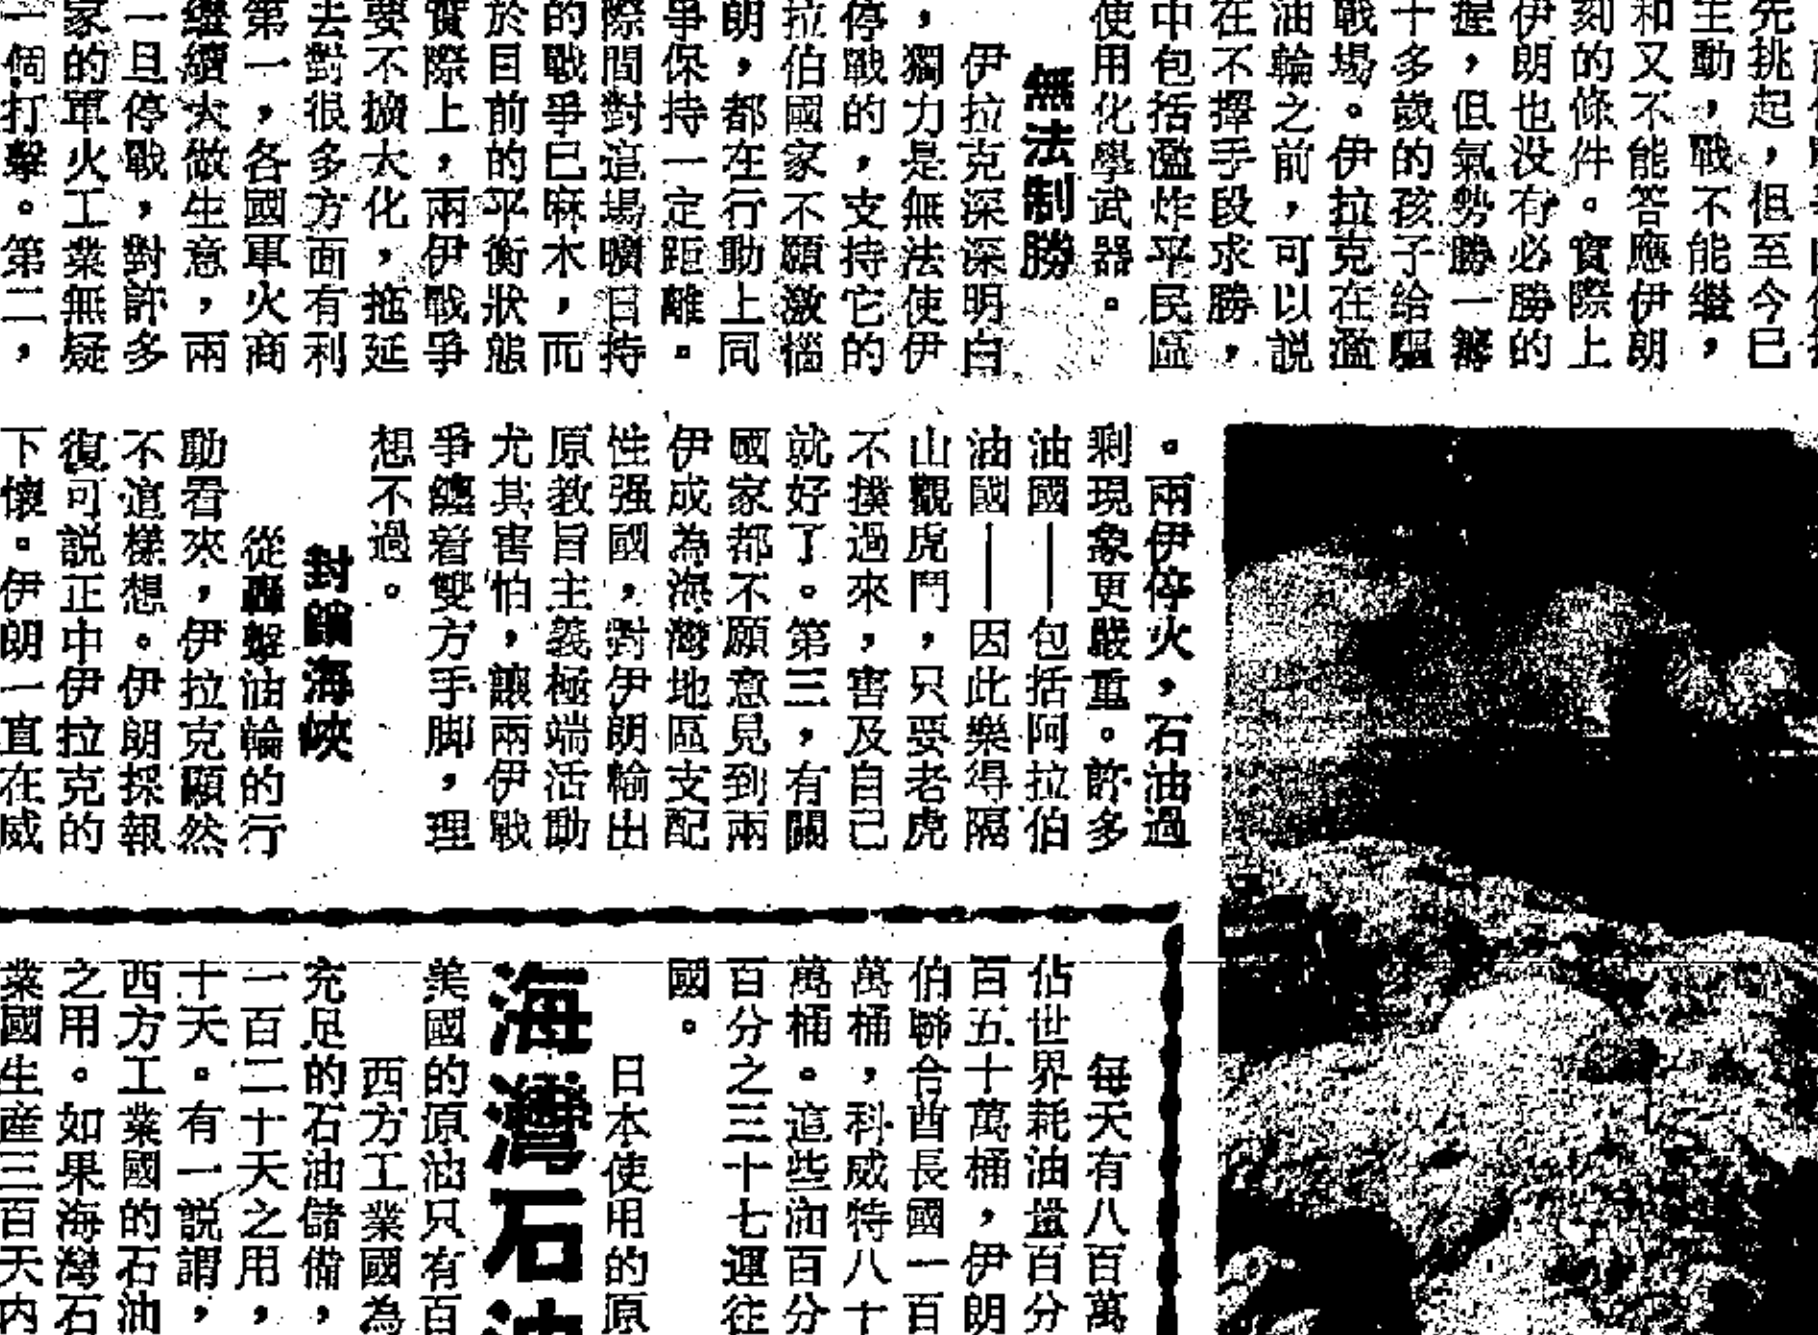 先挑起，但至今已
主動，戰不能繼，
和又不能答應伊朗
刻的條件。實際上
伊朗也没有必勝的
握，但氣勢勝一籌
十多歲的孩子給驅
戰場。伊拉克在濫
油輪之前，可以説
在不擇手段求勝，
中包括濫炸平民區
使用化學武器。
無法制勝
伊拉克深深明白
，獨力是無法使伊
停戰的，支持它的
拉伯國家不願激惱
朗，都在行動上同
爭保持一定距離。
際間對這場曠日持
的戰爭已麻木，而
於目前的平衡狀態
實際上，兩伊戰爭
要不擴大化，拖延
去對很多方面有利
第一，各國軍火商
繼續大做生意，兩
一旦停戰，對許多
家的軍火工業無疑
一個打擊。第二，
。兩伊停火，石油過
剩現象更嚴重。許多
油國——包括阿拉伯
油國——因此樂得隔
山觀虎鬥，只要老虎
不撲過來，害及自己
就好了。第三，有關
國家都不願意見到兩
伊成為海灣地區支配
性强國，對伊朗輸出
原教旨主義極端活動
尤其害怕，讓兩伊戰
爭纏着雙方手脚，理
想不過。
封鎖海峽
從轟擊油輪的行
動看來，伊拉克顯然
不這樣想。伊朗採報
復可説正中伊拉克的
下懷。伊朗一直在威
每天有八百萬
佔世界耗油量百分
百五十萬桶，伊朗
伯聯合酋長國一百
萬桶，科威特八十
萬桶。這些油百分
百分之三十七運往
國。
日本使用的原
海灣石油
美國的原油只有百
西方工業國為
充足的石油儲備，
一百二十天之用，
十天。有一説謂，
西方工業國的石油
之用。如果海灣石
業國生産三百天内